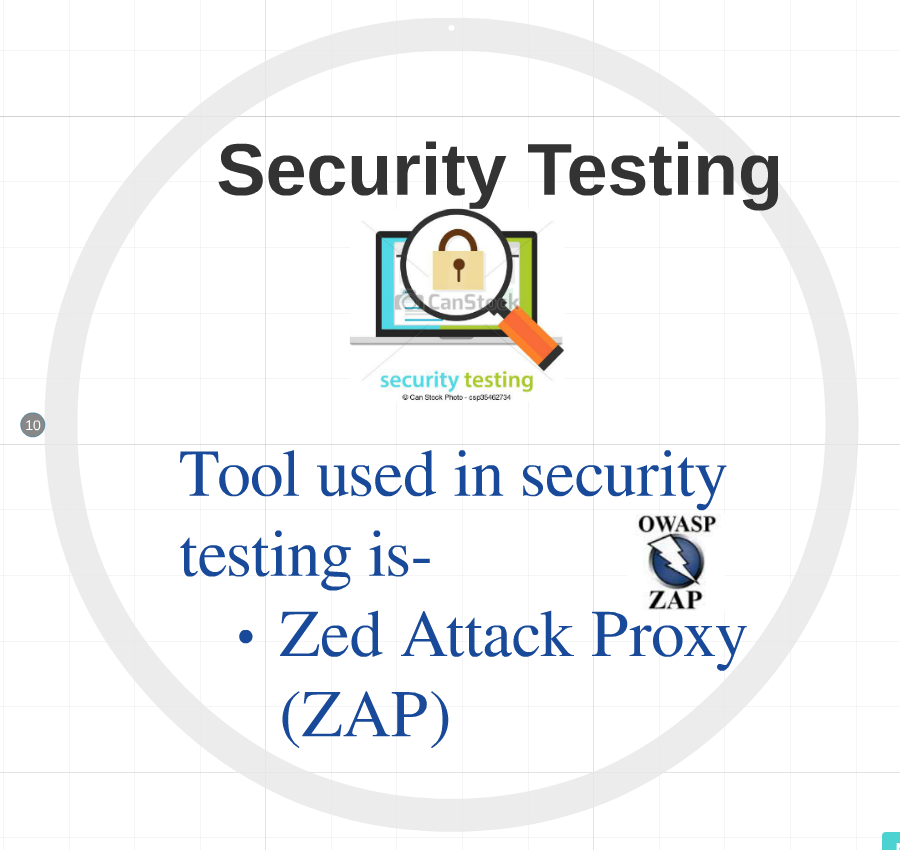 Security Testing
CanStock
security testing
© Can Stock Photo - csp35462734
10
Tool used in security
testing is-
OWASP
ZAP
• Zed Attack Proxy
(ZAP)